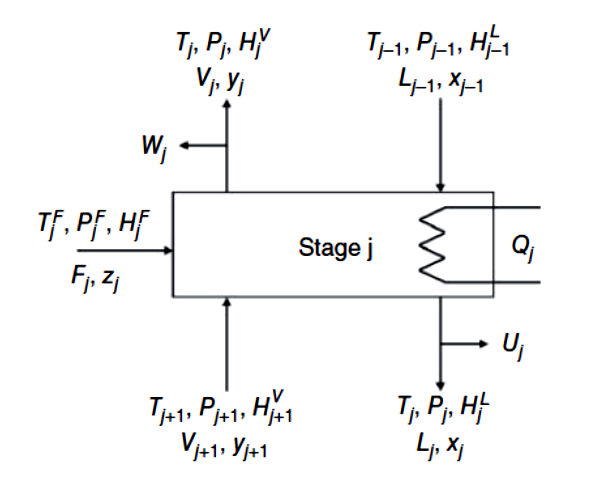 T_j, P_j, H_j^V
V_j, y_j
T_{j–1}, P_{j–1}, H_{j–1}^L
L_{j–1}, x_{j–1}
W_j
T_j^F, P_j^F, H_j^F
F_j, z_j
Stage j
Q_j
U_j
T_{j+1}, P_{j+1}, H_{j+1}^V
V_{j+1}, y_{j+1}
T_j, P_j, H_j^L
L_j, x_j